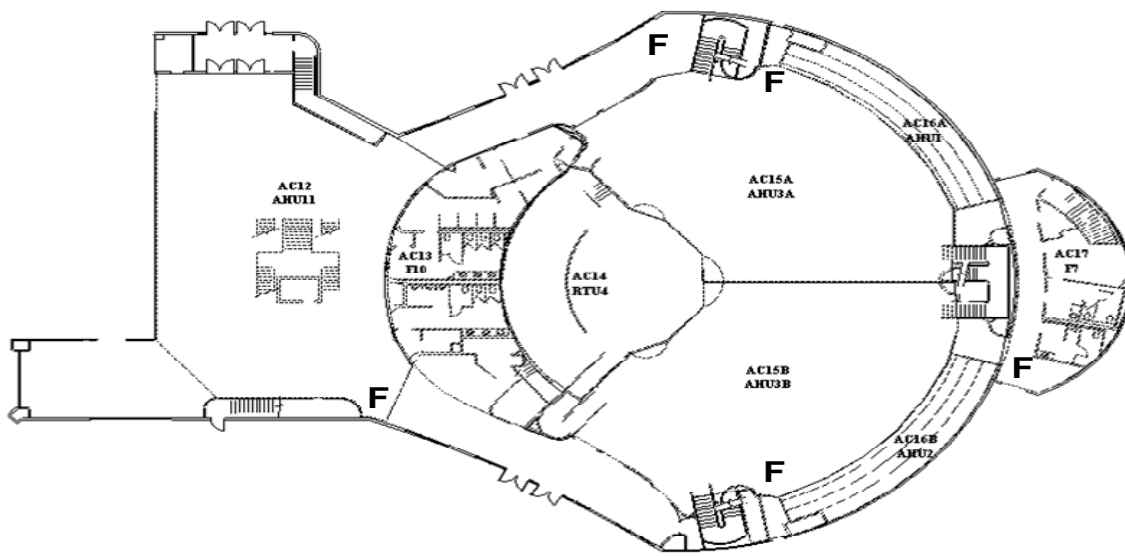 F
F
AC16A
AHU1
AC12
AHU11
AC15A
AHU3A
AC13
F10
AC14
RTU4
AC17
F7
AC15B
AHU3B
F
F
AC16B
AHU2
F